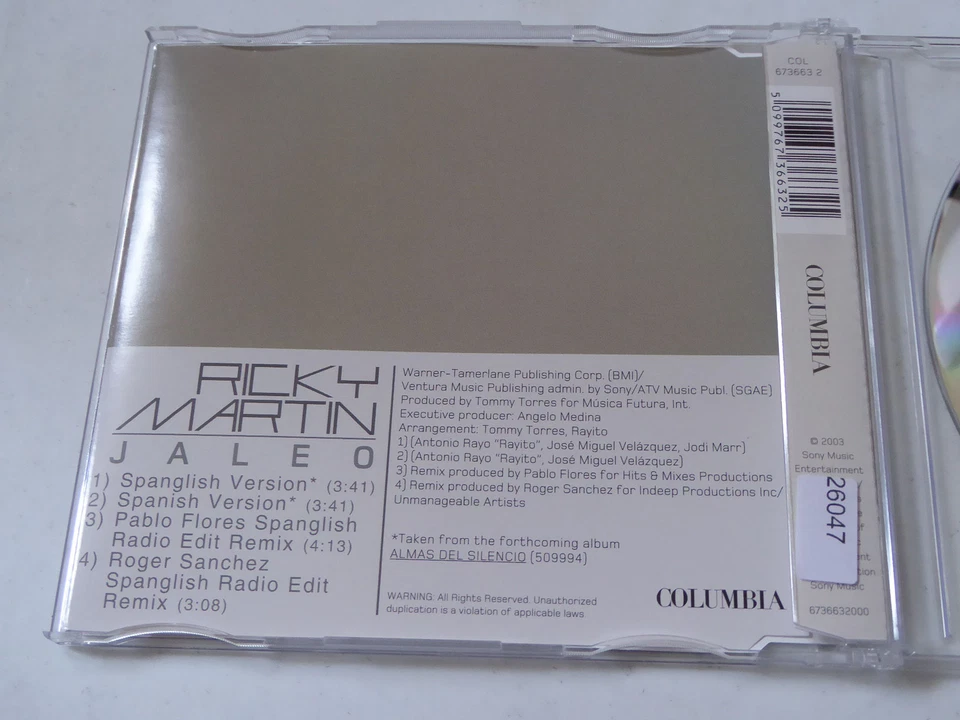 RICKY
MARTIN
JALEO
1) Spanglish Version* (3:41)
2) Spanish Version* (3:41)
3) Pablo Flores Spanglish
Radio Edit Remix (4:13)
4) Roger Sanchez
Spanglish Radio Edit
Remix (3:08)
Warner-Tamerlane Publishing Corp. (BMI)/
Ventura Music Publishing admin. by Sony/ATV Music Publ. (SGAE)
Produced by Tommy Torres for Música Futura, Int.
Executive producer: Angelo Medina
Arrangement: Tommy Torres, Rayito
1) (Antonio Rayo "Rayito", José Miguel Velázquez, Jodi Marr)
2) (Antonio Rayo "Rayito", José Miguel Velázquez)
3) Remix produced by Pablo Flores for Hits & Mixes Productions
4) Remix produced by Roger Sanchez for Indeep Productions Inc/
Unmanageable Artists
*Taken from the forthcoming album
ALMAS DEL SILENCIO (509994)
WARNING: All Rights Reserved. Unauthorized
duplication is a violation of applicable laws
COLUMBIA
COL
673663 2
5 099767 366325
COLUMBIA
© 2003
Sony Music
Entertainment
26047
Sony Music
6736632000